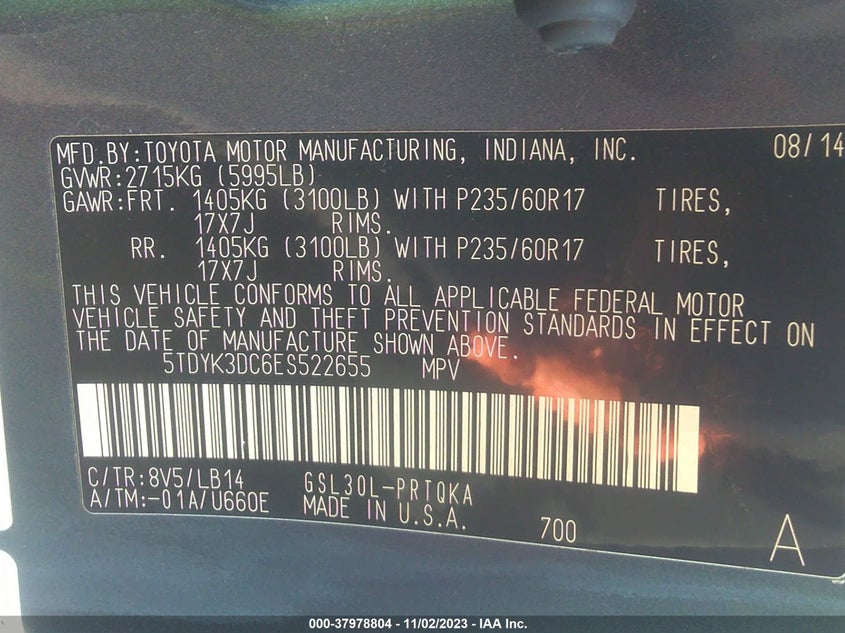 MFD.BY:TOYOTA MOTOR MANUFACTURING, INDIANA, INC. 08/14
GVWR:2715KG (5995LB)
GAWR:FRT. 1405KG (3100LB) WITH P235/60R17 TIRES,
17X7J RIMS.
RR. 1405KG (3100LB) WITH P235/60R17 TIRES,
17X7J RIMS.
THIS VEHICLE CONFORMS TO ALL APPLICABLE FEDERAL MOTOR
VEHICLE SAFETY AND THEFT PREVENTION STANDARDS IN EFFECT ON
THE DATE OF MANUFACTURE SHOWN ABOVE.
5TDYK3DC6ES522655 MPV
C/TR:8V5/LB14 GSL30L-PRTQKA
A/TM:-01A/U660E MADE IN U.S.A.
700 A
000-37978804 - 11/02/2023 - IAA Inc.